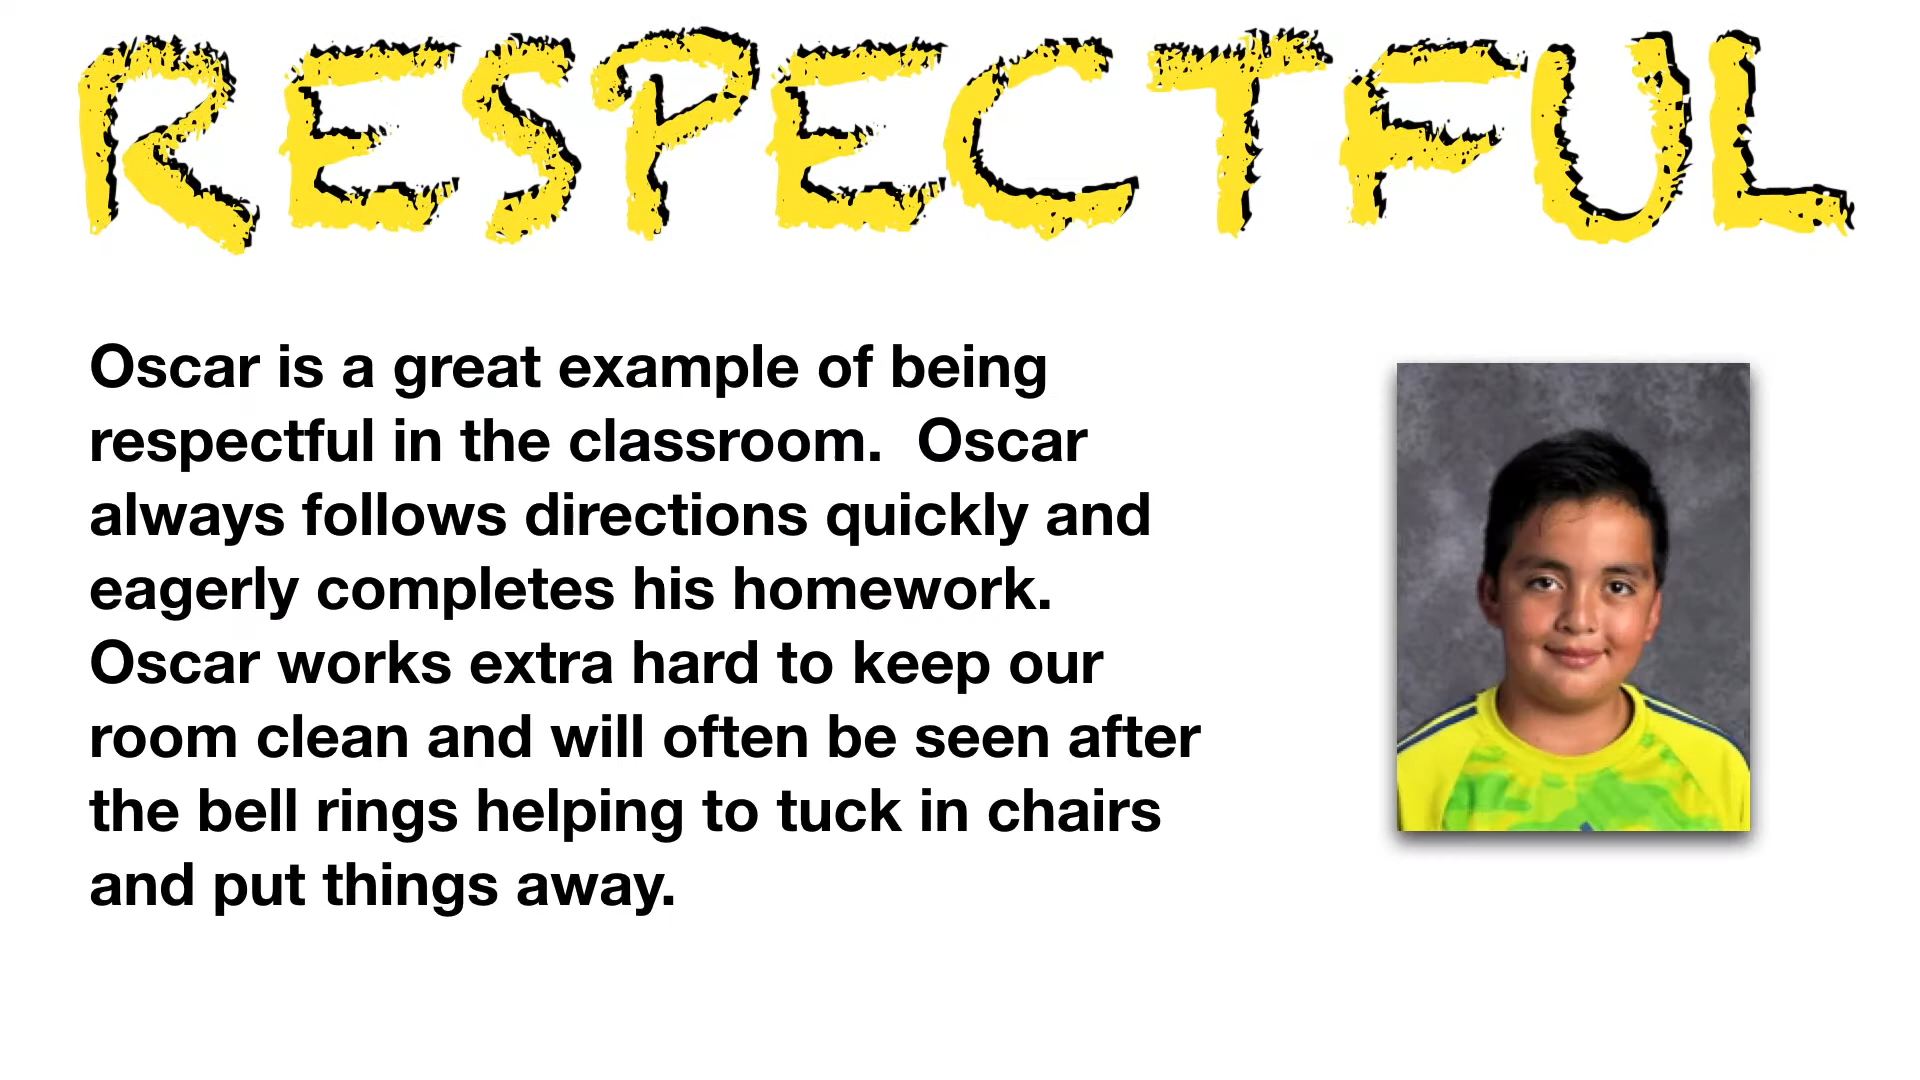 RESPECTFUL
Oscar is a great example of being
respectful in the classroom.  Oscar
always follows directions quickly and
eagerly completes his homework.
Oscar works extra hard to keep our
room clean and will often be seen after
the bell rings helping to tuck in chairs
and put things away.